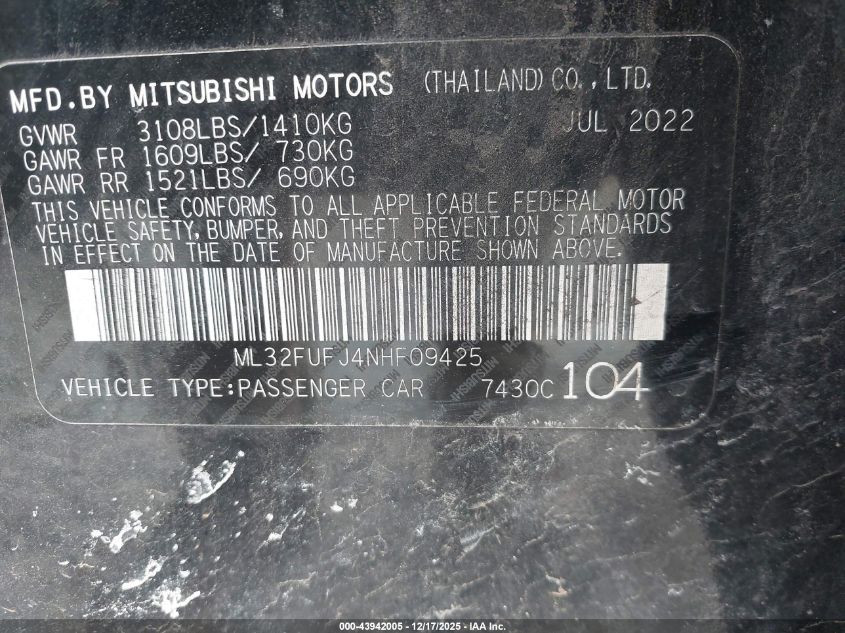 MFD.BY MITSUBISHI MOTORS (THAILAND) CO.,LTD.
GVWR 3108LBS/1410KG JUL 2022
GAWR FR 1609LBS/ 730KG
GAWR RR 1521LBS/ 690KG
THIS VEHICLE CONFORMS TO ALL APPLICABLE FEDERAL MOTOR
VEHICLE SAFETY, BUMPER, AND THEFT PREVENTION STANDARDS
IN EFFECT ON THE DATE OF MANUFACTURE SHOWN ABOVE.
ML32FUFJ4NHF09425
VEHICLE TYPE:PASSENGER CAR 7430C 104
000-43942005 - 12/17/2025 - IAA Inc.